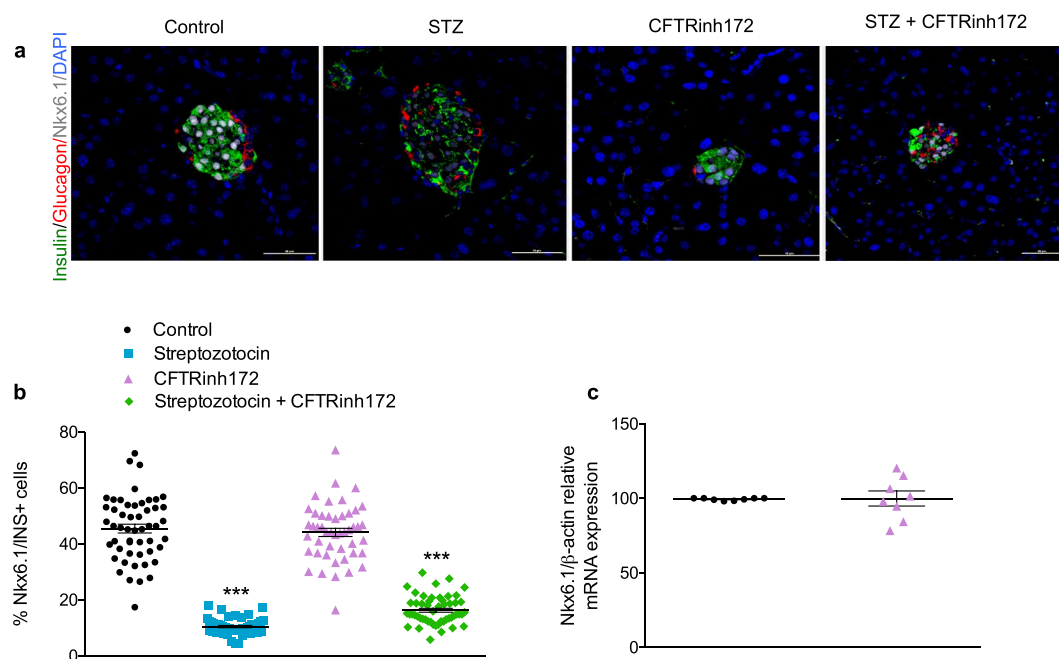 Control
STZ
CFTRinh172
STZ + CFTRinh172
a
Insulin/Glucagon/Nkx6.1/DAPI
Control
Streptozotocin
CFTRinh172
Streptozotocin + CFTRinh172
b
% Nkx6.1/INS+ cells
80
60
40
20
0
***
***
c
Nkx6.1/β-actin relative
mRNA expression
150
100
50
0